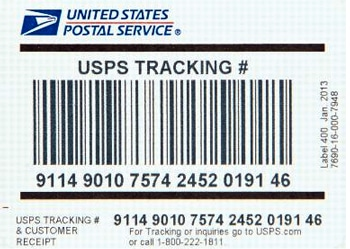 UNITED STATES
POSTAL SERVICE®
USPS TRACKING #
9114 9010 7574 2452 0191 46
Label 400 Jan. 2013
7690-16-000-7948
USPS TRACKING #
& CUSTOMER
RECEIPT
9114 9010 7574 2452 0191 46
For Tracking or inquiries go to USPS.com
or call 1-800-222-1811.